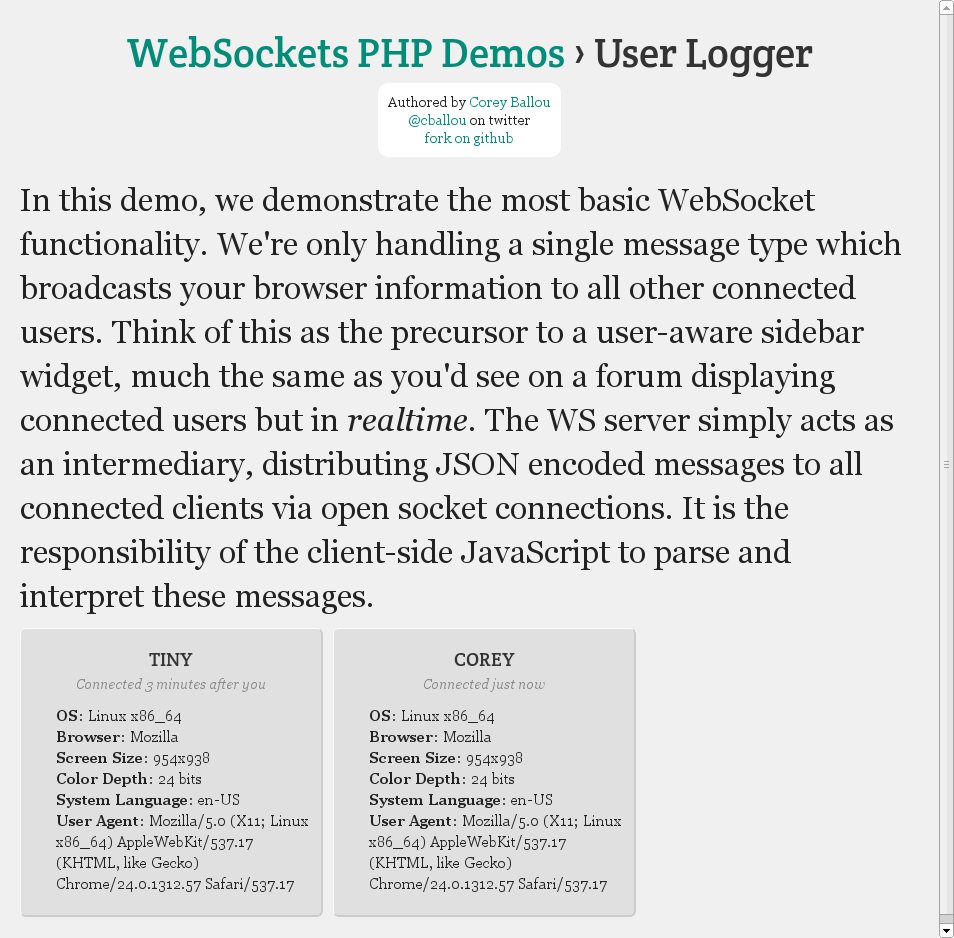 WebSockets PHP Demos › User Logger
Authored by Corey Ballou
@cballou on twitter
fork on github
In this demo, we demonstrate the most basic WebSocket
functionality. We're only handling a single message type which
broadcasts your browser information to all other connected
users. Think of this as the precursor to a user-aware sidebar
widget, much the same as you'd see on a forum displaying
connected users but in realtime. The WS server simply acts as
an intermediary, distributing JSON encoded messages to all
connected clients via open socket connections. It is the
responsibility of the client-side JavaScript to parse and
interpret these messages.
TINY
Connected 3 minutes after you
OS: Linux x86_64
Browser: Mozilla
Screen Size: 954x938
Color Depth: 24 bits
System Language: en-US
User Agent: Mozilla/5.0 (X11; Linux
x86_64) AppleWebKit/537.17
(KHTML, like Gecko)
Chrome/24.0.1312.57 Safari/537.17
COREY
Connected just now
OS: Linux x86_64
Browser: Mozilla
Screen Size: 954x938
Color Depth: 24 bits
System Language: en-US
User Agent: Mozilla/5.0 (X11; Linux
x86_64) AppleWebKit/537.17
(KHTML, like Gecko)
Chrome/24.0.1312.57 Safari/537.17